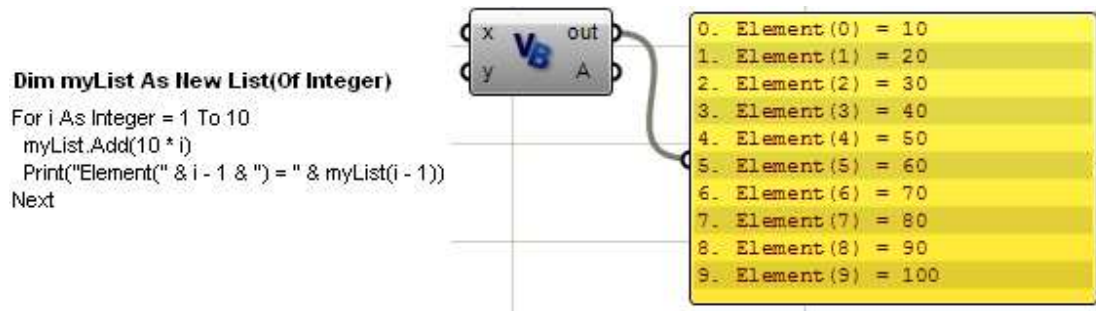 Dim myList As New List(Of Integer)
For i As Integer = 1 To 10
myList.Add(10 * i)
Print("Element(" & i - 1 & ") = " & myList(i - 1))
Next
x VB out
y A
0. Element(0) = 10
1. Element(1) = 20
2. Element(2) = 30
3. Element(3) = 40
4. Element(4) = 50
5. Element(5) = 60
6. Element(6) = 70
7. Element(7) = 80
8. Element(8) = 90
9. Element(9) = 100